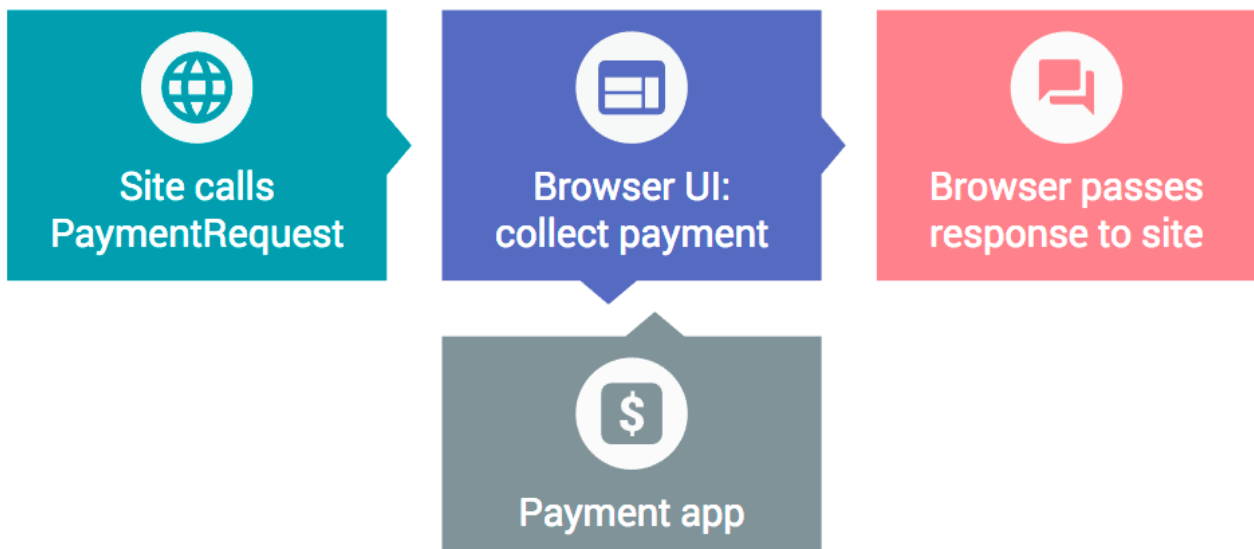 Site calls
PaymentRequest
Browser UI:
collect payment
Browser passes
response to site
$
Payment app